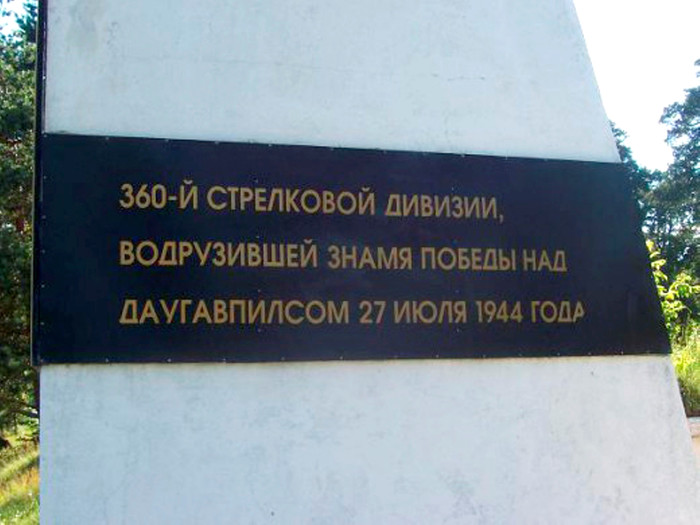 360-Й СТРЕЛКОВОЙ ДИВИЗИИ,
ВОДРУЗИВШЕЙ ЗНАМЯ ПОБЕДЫ НАД
ДАУГАВПИЛСОМ 27 ИЮЛЯ 1944 ГОДА